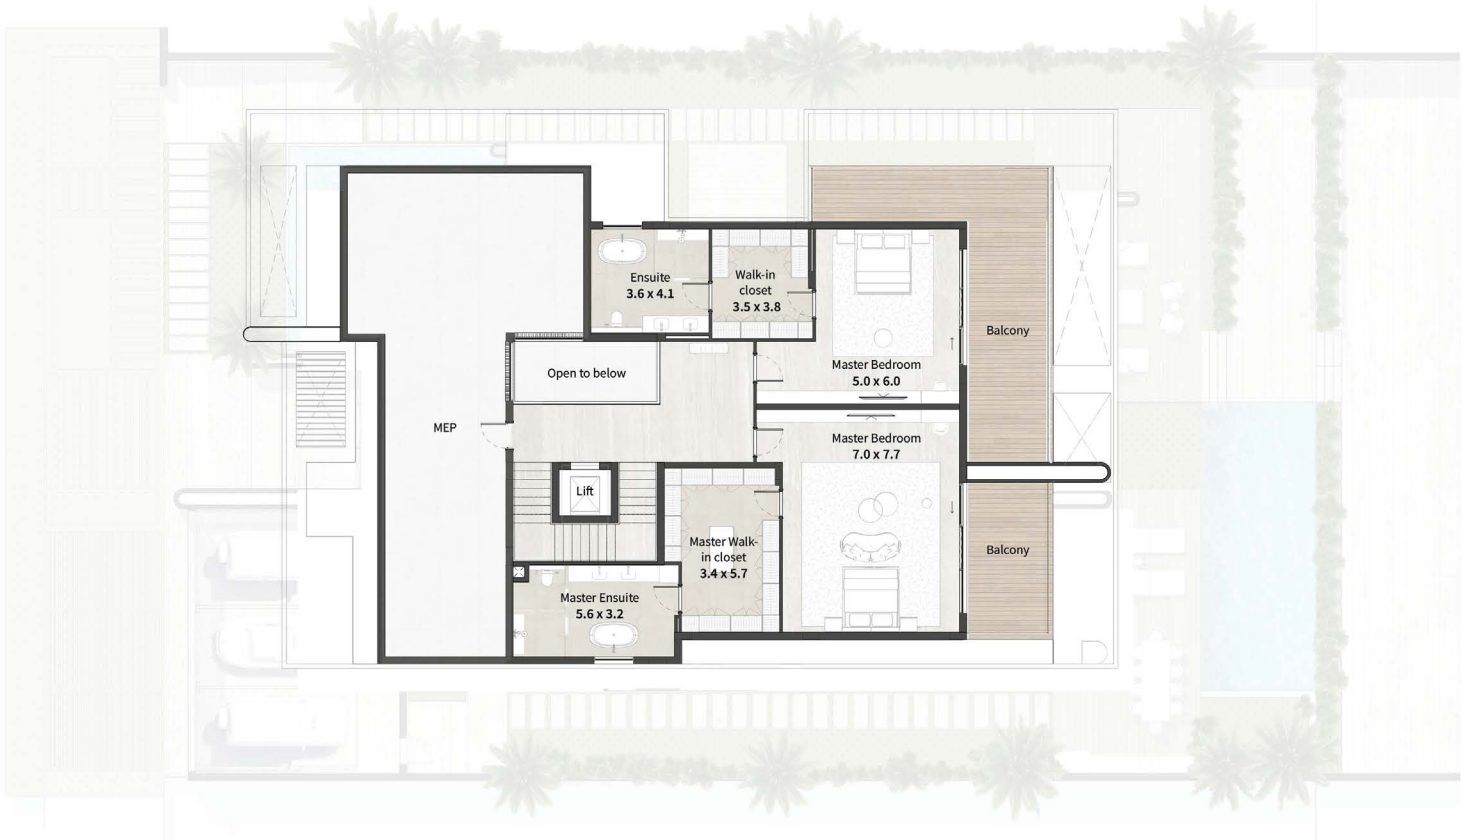 Ensuite
3.6 x 4.1
Walk-in
closet
3.5 x 3.8
Balcony
Master Bedroom
5.0 x 6.0
Open to below
MEP
Master Bedroom
7.0 x 7.7
Lift
Master Walk-
in closet
3.4 x 5.7
Balcony
Master Ensuite
5.6 x 3.2